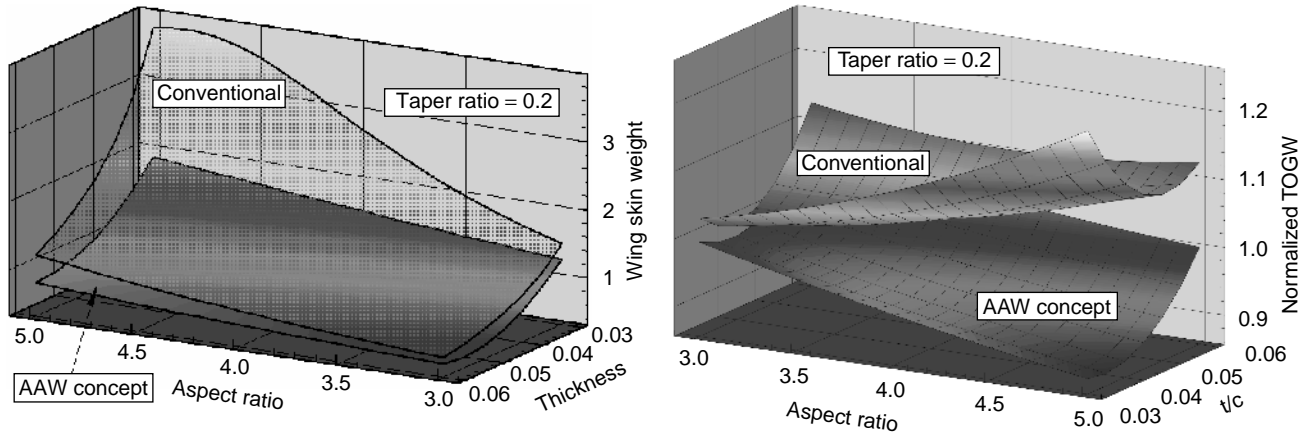 Conventional
Taper ratio = 0.2
3
2
1
Wing skin weight
5.0
4.5
4.0
3.5
3.0
Aspect ratio
0.03
0.04
0.05
0.06
Thickness
AAW concept
Taper ratio = 0.2
Conventional
AAW concept
1.2
1.1
1.0
0.9
Normalized TOGW
3.0
3.5
4.0
4.5
5.0
Aspect ratio
0.06
0.05
0.04
0.03
t/c